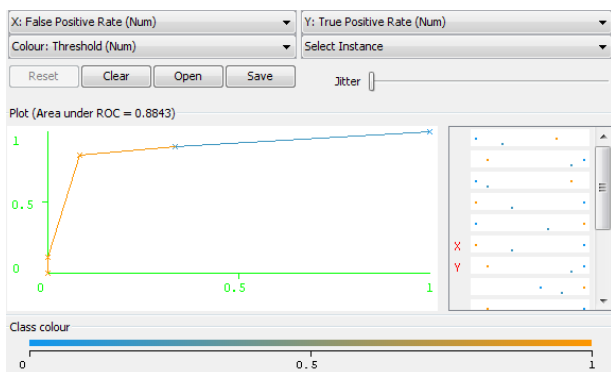 X: False Positive Rate (Num) Y: True Positive Rate (Num)
Colour: Threshold (Num) Select Instance
Reset Clear Open Save Jitter
Plot (Area under ROC = 0.8843)
1
0.5
0
0 0.5 1
X
Y
Class colour
0 0.5 1